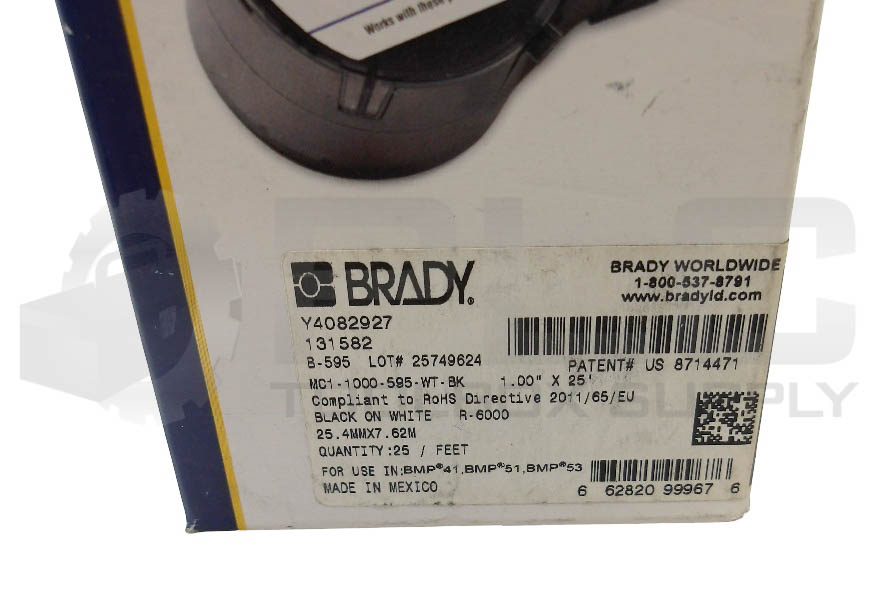 Works with these
BRADY®
BRADY WORLDWIDE
1-800-537-8791
www.bradyid.com
Y4082927
131582
B-595 LOT# 25749624
PATENT# US 8714471
MC1-1000-595-WT-BK 1.00" X 25'
Compliant to RoHS Directive 2011/65/EU
BLACK ON WHITE R-6000
25.4MMX7.62M
QUANTITY:25 / FEET
FOR USE IN:BMP®41,BMP®51,BMP®53
MADE IN MEXICO
6 62820 99967 6
PLC
TOOLBOX SUPPLY